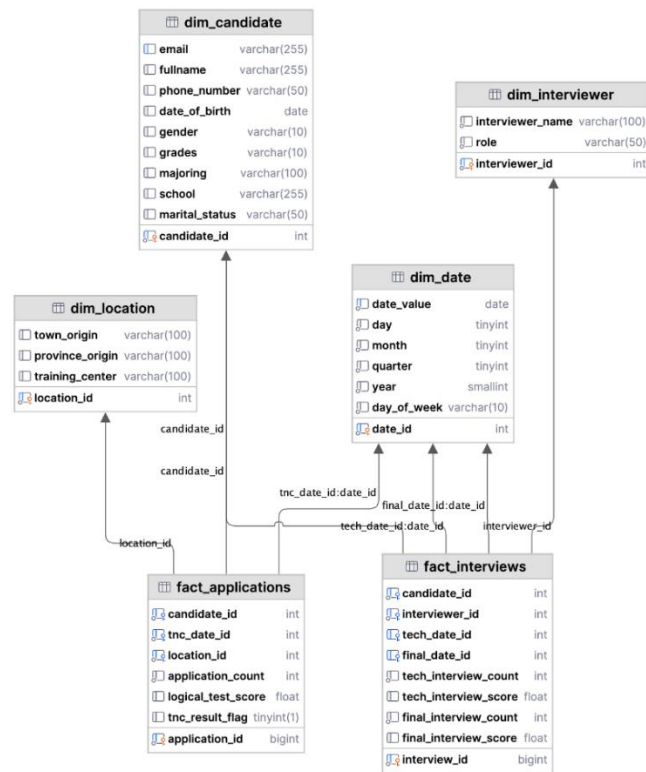 dim_candidate
email varchar(255)
fullname varchar(255)
phone_number varchar(50)
date_of_birth date
gender varchar(10)
grades varchar(10)
majoring varchar(100)
school varchar(255)
marital_status varchar(50)
candidate_id int
dim_interviewer
interviewer_name varchar(100)
role varchar(50)
interviewer_id int
dim_location
town_origin varchar(100)
province_origin varchar(100)
training_center varchar(100)
location_id int
dim_date
date_value date
day tinyint
month tinyint
quarter tinyint
year smallint
day_of_week varchar(10)
date_id int
candidate_id
candidate_id
tnc_date_id:date_id
final_date_id:date_id
tech_date_id:date_id
interviewer_id
location_id
fact_applications
candidate_id int
tnc_date_id int
location_id int
application_count int
logical_test_score float
tnc_result_flag tinyint(1)
application_id bigint
fact_interviews
candidate_id int
interviewer_id int
tech_date_id int
final_date_id int
tech_interview_count int
tech_interview_score float
final_interview_count int
final_interview_score float
interview_id bigint